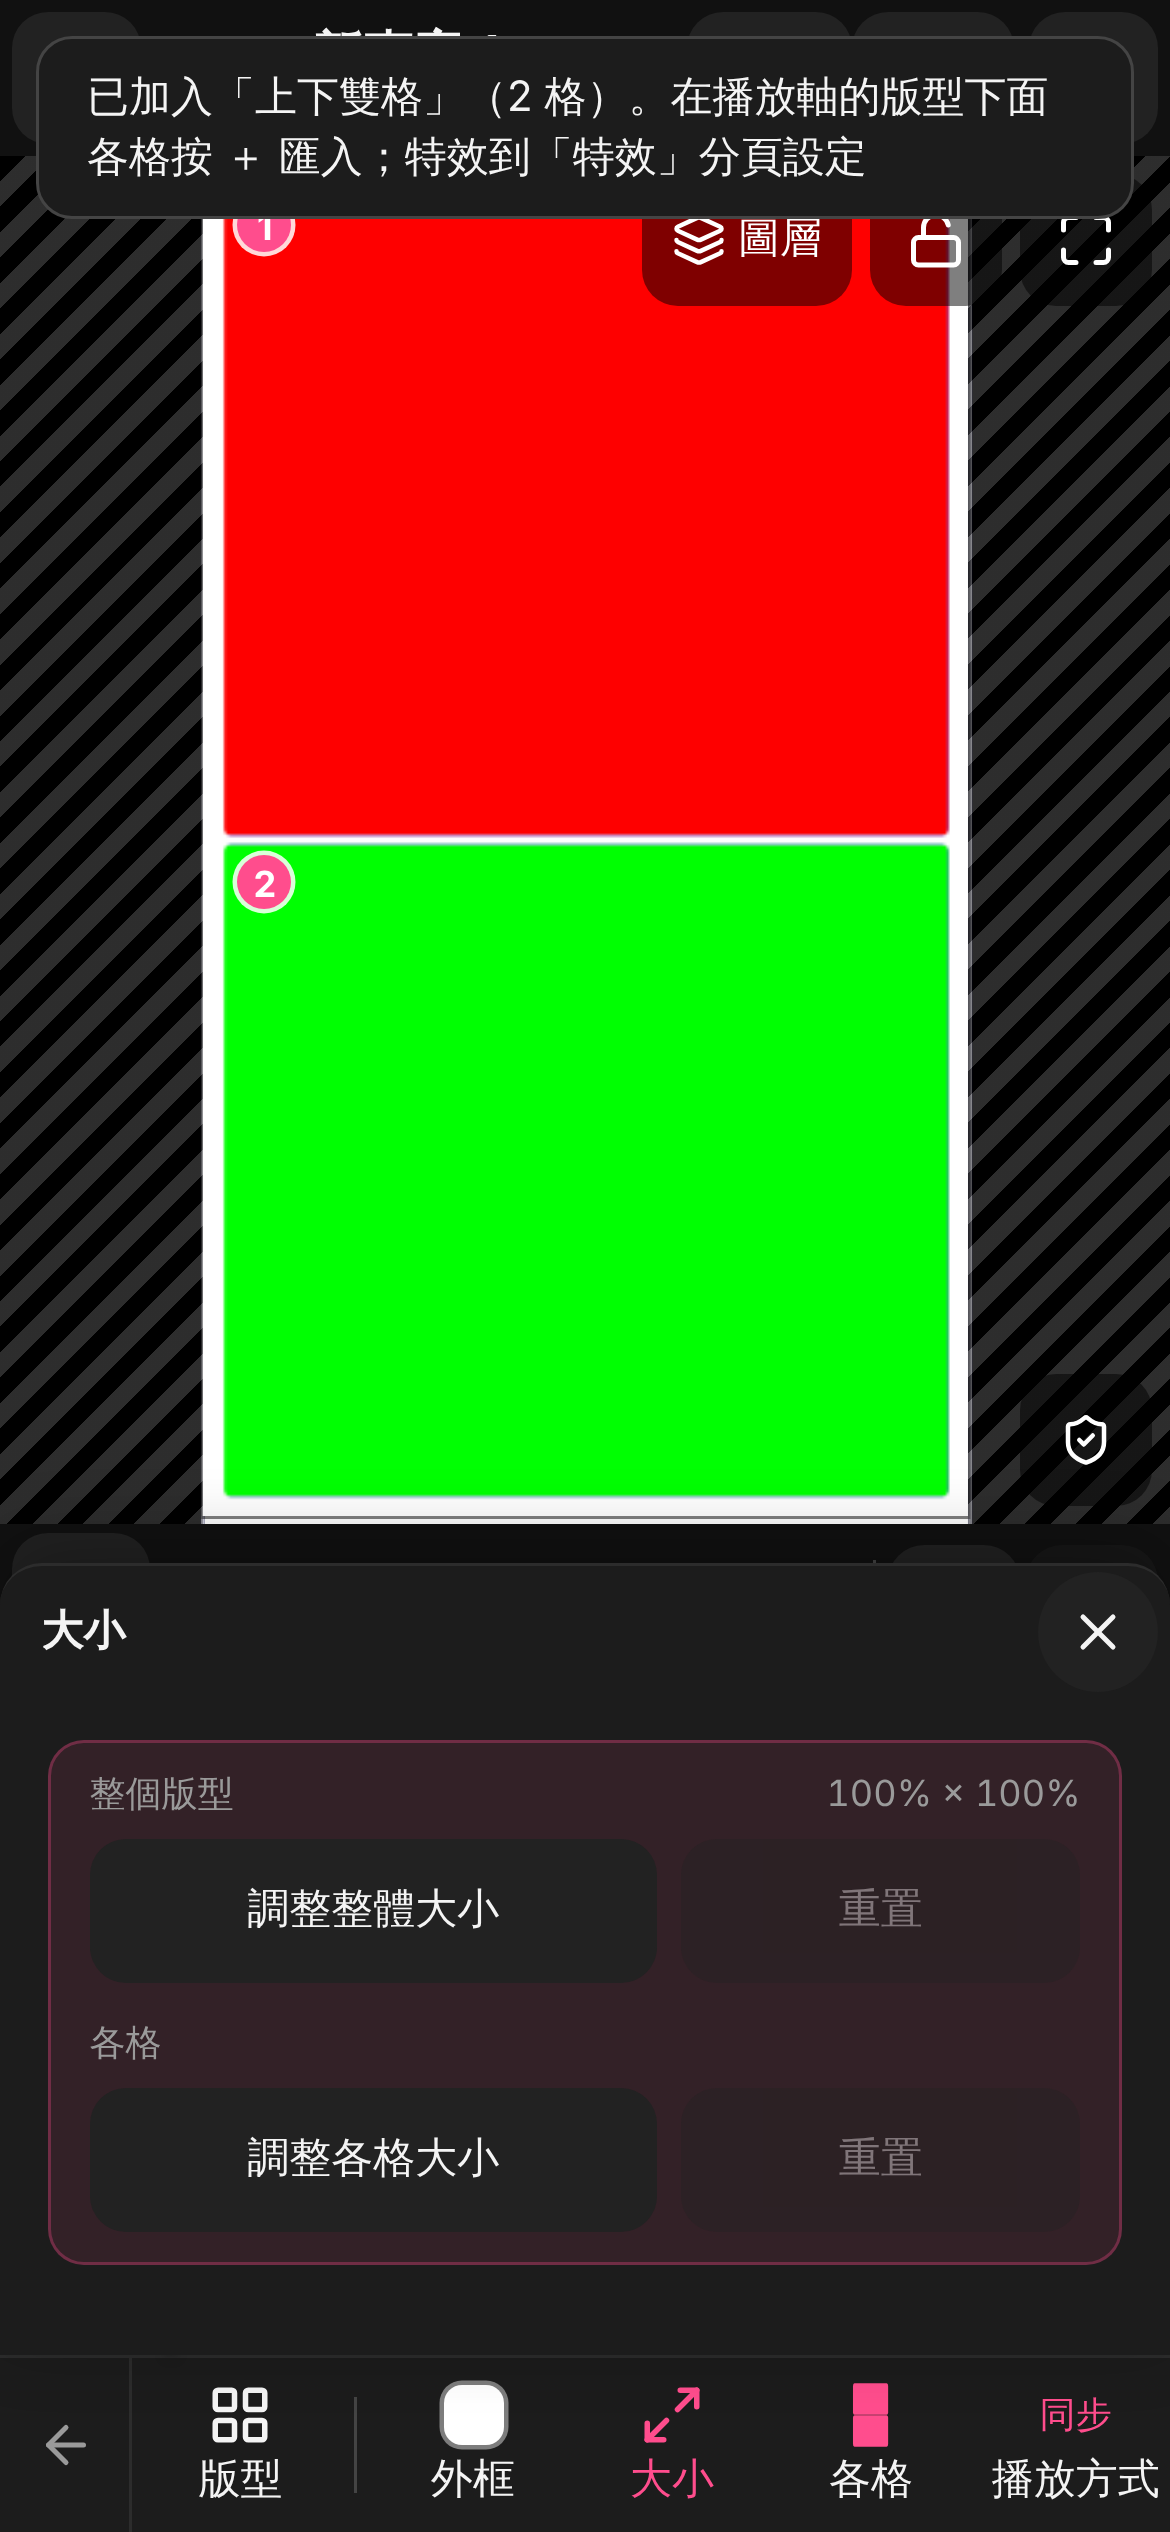 已加入「上下雙格」（2 格）。在播放軸的版型下面
各格按 ＋ 匯入；特效到「特效」分頁設定
1
圖層
2
大小
整個版型 100% × 100%
調整整體大小 重置
各格
調整各格大小 重置
同步
版型 外框 大小 各格 播放方式